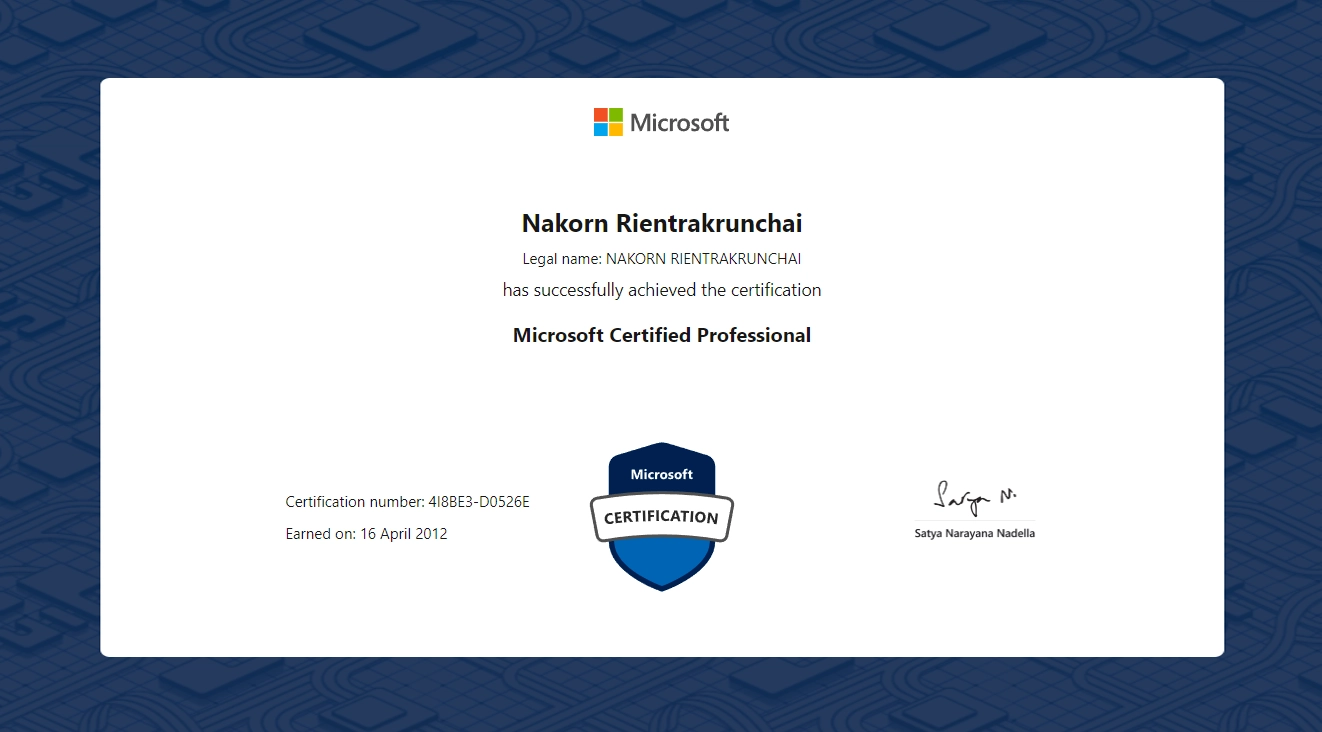 Microsoft
Nakorn Rientrakrunchai
Legal name: NAKORN RIENTRAKRUNCHAI
has successfully achieved the certification
Microsoft Certified Professional
Certification number: 4I8BE3-D0526E
Earned on: 16 April 2012
Microsoft
CERTIFICATION
Satya N.
Satya Narayana Nadella